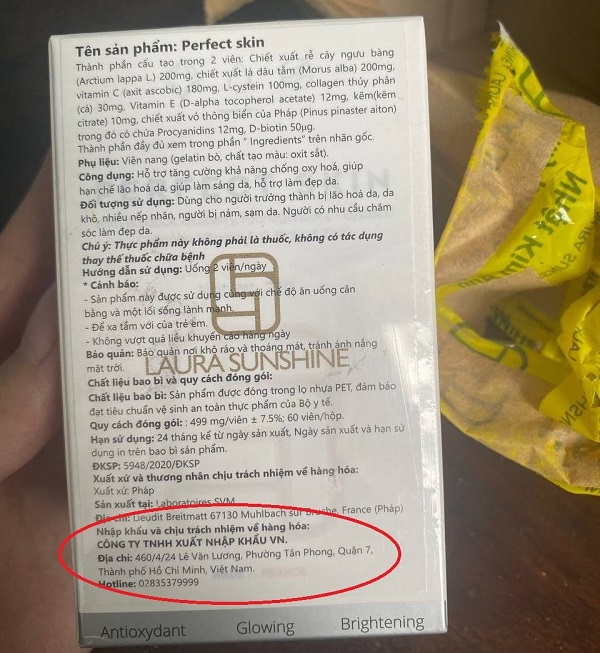 Tên sản phẩm: Perfect skin
Thành phần cấu tạo trong 2 viên: Chiết xuất rễ cây ngưu bàng
(Arctium lappa L) 200mg, chiết xuất lá dâu tằm (Morus alba) 200mg,
vitamin C (axit ascobic) 180mg, L-cystein 100mg, collagen thủy phân
(cá) 30mg, Vitamin E (D-alpha tocopherol acetate) 12mg, kẽm(kẽm
citrate) 10mg, chiết xuất vỏ thông biển của Pháp (Pinus pinaster aiton)
trong đó có chứa Procyanidins 12mg, D-biotin 50µg.
Thành phần đầy đủ xem trong phần " Ingredients" trên nhãn gốc.
Phụ liệu: Viên nang (gelatin bò, chất tạo màu: oxit sắt).
Công dụng: Hỗ trợ tăng cường khả năng chống oxy hoá, giúp
hạn chế lão hoá da, giúp làm sáng da, hỗ trợ làm đẹp da.
Đối tượng sử dụng: Dùng cho người trưởng thành bị lão hoá da, da
khô, nhiều nếp nhăn, người bị nám, sạm da. Người có nhu cầu chăm
sóc làm đẹp da.
Chú ý: Thực phẩm này không phải là thuốc, không có tác dụng
thay thế thuốc chữa bệnh
Hướng dẫn sử dụng: Uống 2 viên/ngày
* Cảnh báo:
- Sản phẩm này được sử dụng cùng với chế độ ăn uống cân
bằng và một lối sống lành mạnh.
- Để xa tầm với của trẻ em.
- Không vượt quá liều khuyến cáo hàng ngày
Bảo quản: Bảo quản nơi khô ráo và thoáng mát, tránh ánh nắng
mặt trời.
LAURA SUNSHINE
Chất liệu bao bì và quy cách đóng gói:
Chất liệu bao bì: Sản phẩm được đóng trong lọ nhựa PET, đảm bảo
đạt tiêu chuẩn vệ sinh an toàn thực phẩm của Bộ y tế.
Quy cách đóng gói: : 499 mg/viên ± 7.5%; 60 viên/hộp.
Hạn sử dụng: 24 tháng kể từ ngày sản xuất, Ngày sản xuất và hạn sử
dụng in trên bao bì sản phẩm.
ĐKSP: 5948/2020/ĐKSP
Xuất xứ và thương nhân chịu trách nhiệm về hàng hóa:
Xuất xứ: Pháp
Sản xuất tại: Laboratoires SVM
Địa chỉ: Lieudit Breitmatt 67130 Muhlbach sur Bruche, France (Pháp)
Nhập khẩu và chịu trách nhiệm về hàng hóa:
CÔNG TY TNHH XUẤT NHẬP KHẨU VN.
Địa chỉ: 460/4/24 Lê Văn Lương, Phường Tân Phong, Quận 7,
Thành phố Hồ Chí Minh, Việt Nam.
Hotline: 02835379999
Antioxydant Glowing Brightening